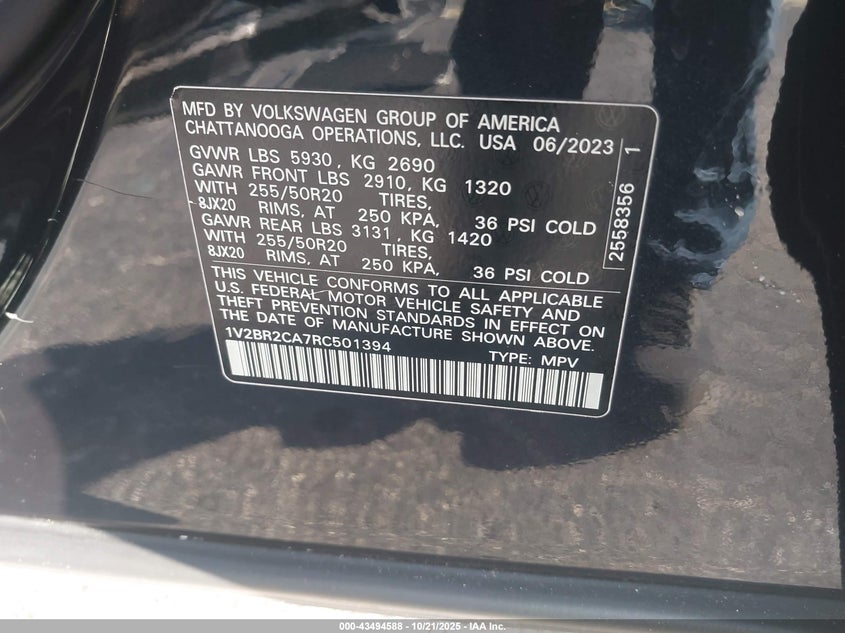 MFD BY VOLKSWAGEN GROUP OF AMERICA
CHATTANOOGA OPERATIONS, LLC. USA 06/2023 1
GVWR LBS 5930, KG 2690
GAWR FRONT LBS 2910, KG 1320
WITH 255/50R20 TIRES,
8JX20 RIMS, AT 250 KPA, 36 PSI COLD
GAWR REAR LBS 3131, KG 1420
WITH 255/50R20 TIRES,
8JX20 RIMS, AT 250 KPA, 36 PSI COLD
2558356
THIS VEHICLE CONFORMS TO ALL APPLICABLE
U.S. FEDERAL MOTOR VEHICLE SAFETY AND
THEFT PREVENTION STANDARDS IN EFFECT ON
THE DATE OF MANUFACTURE SHOWN ABOVE.
1V2BR2CA7RC501394 TYPE: MPV
000-43494588 - 10/21/2025 - IAA Inc.